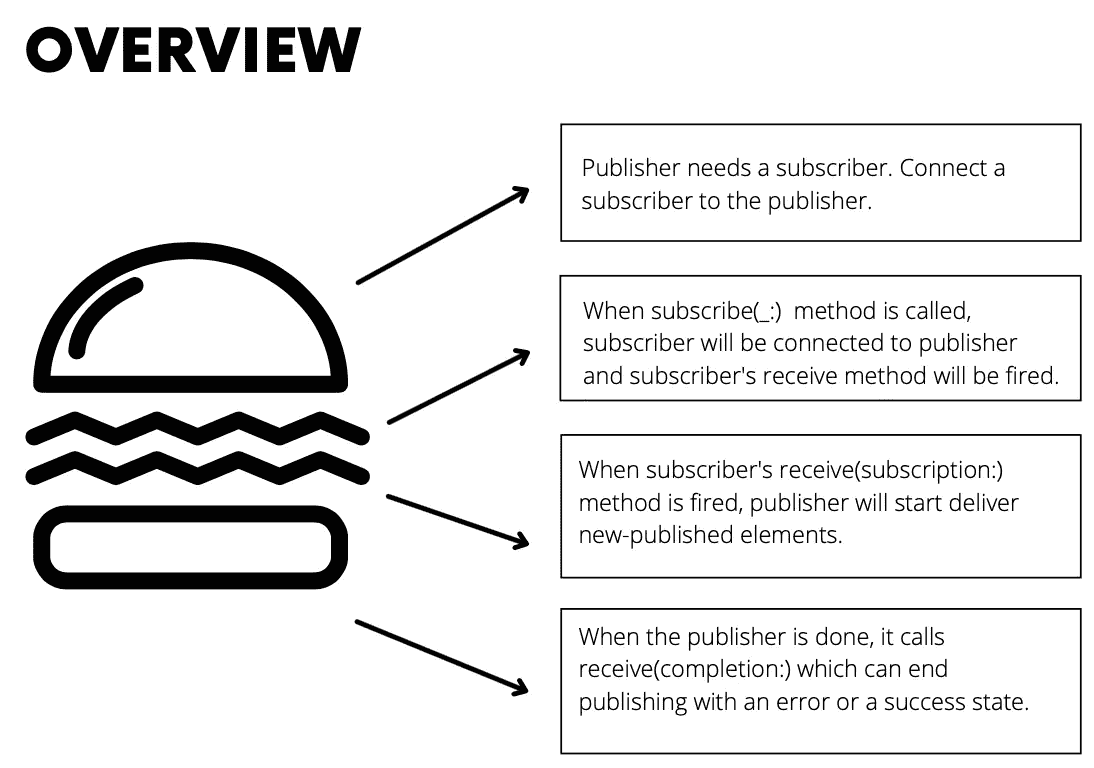 OVERVIEW
Publisher needs a subscriber. Connect a
subscriber to the publisher.
When subscribe(_:)  method is called,
subscriber will be connected to publisher
and subscriber's receive method will be fired.
When subscriber's receive(subscription:)
method is fired, publisher will start deliver
new-published elements.
When the publisher is done, it calls
receive(completion:) which can end
publishing with an error or a success state.